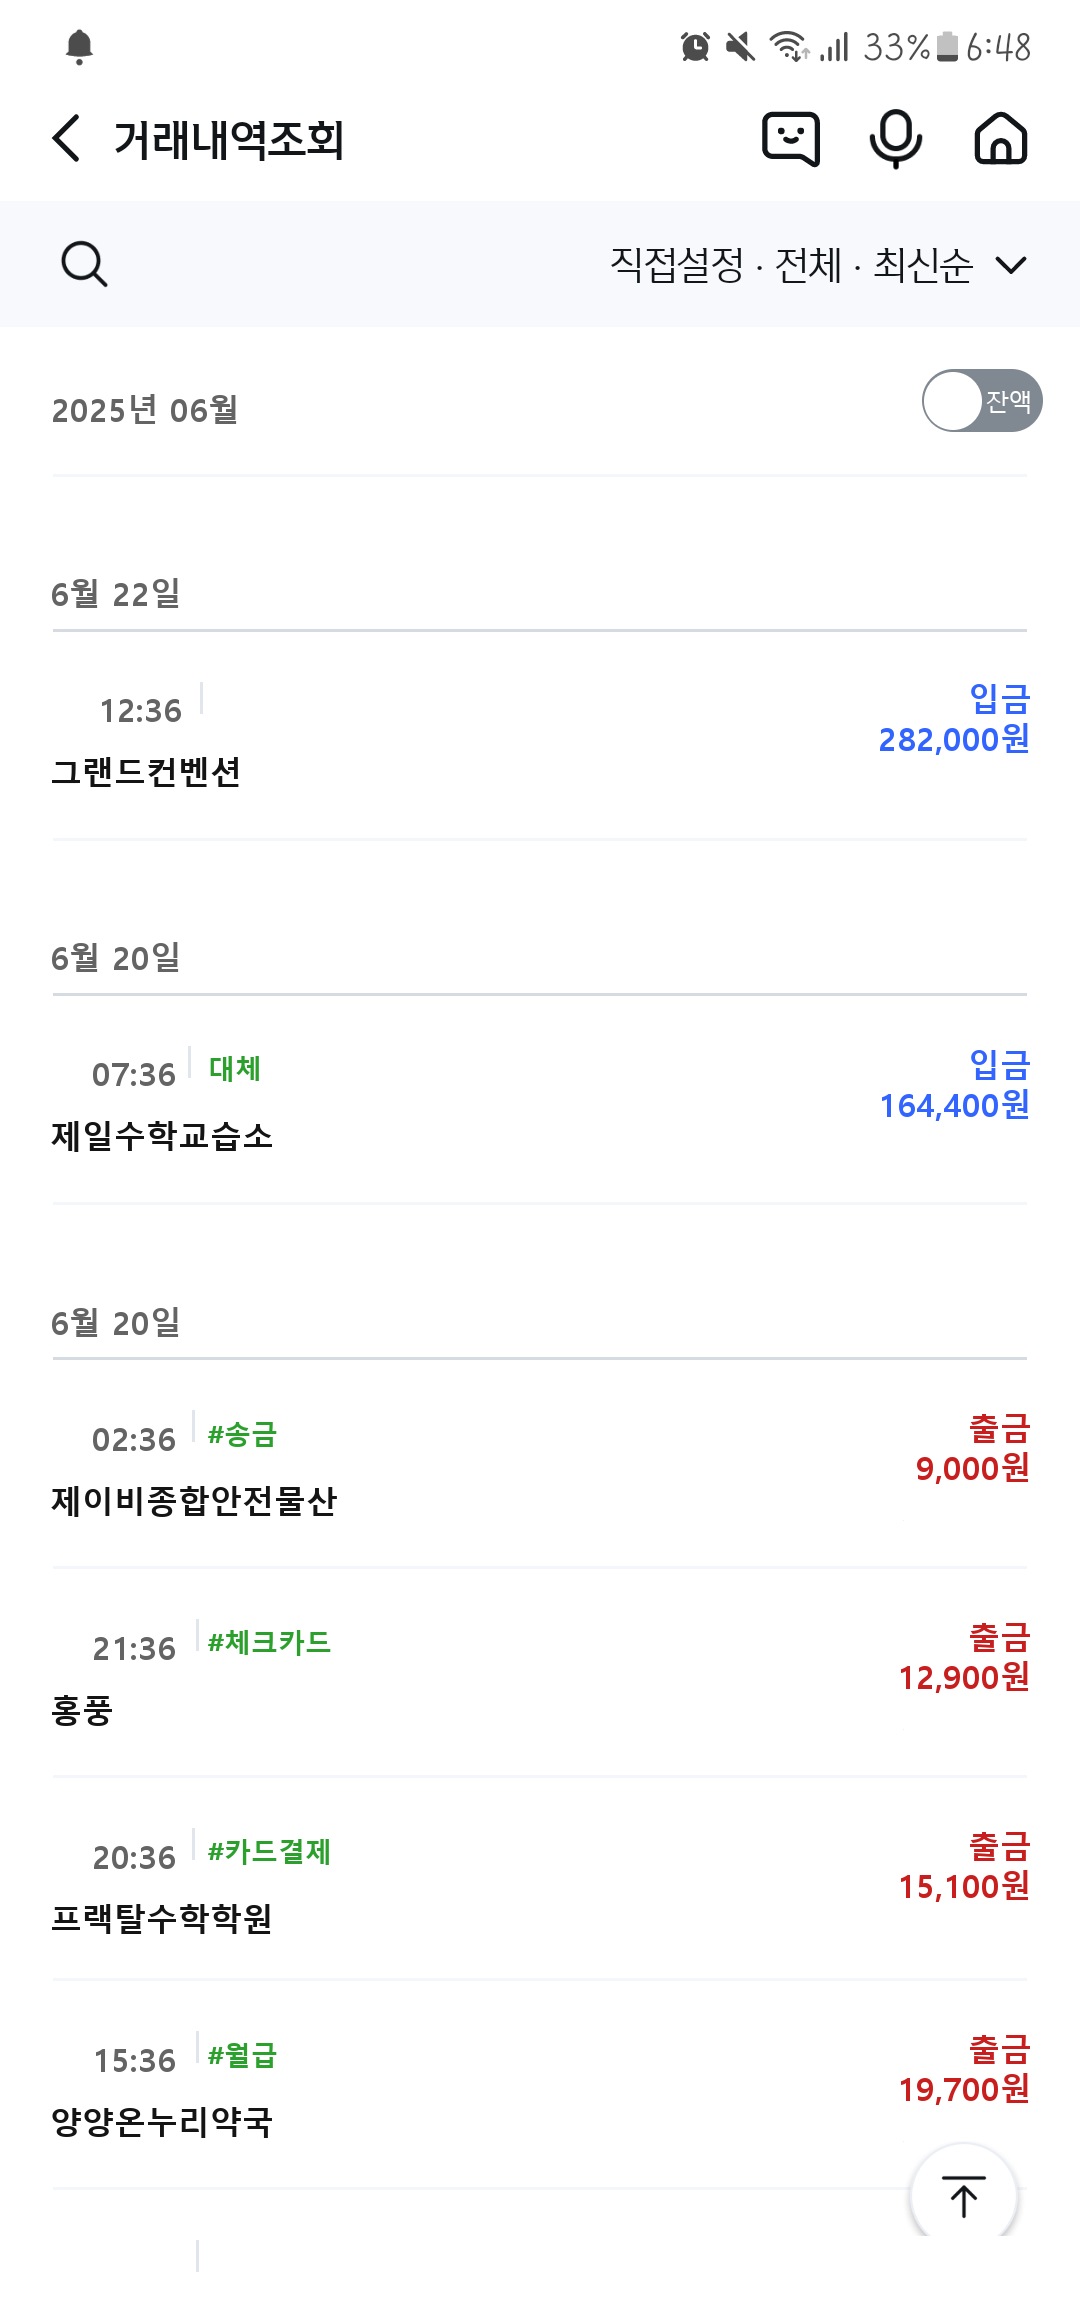 33% 6:48
거래내역조회
직접설정 · 전체 · 최신순
2025년 06월
잔액
6월 22일
12:36
입금
282,000원
그랜드컨벤션
6월 20일
07:36 대체
입금
164,400원
제일수학교습소
6월 20일
02:36 #송금
출금
9,000원
제이비종합안전물산
21:36 #체크카드
출금
12,900원
홍풍
20:36 #카드결제
출금
15,100원
프랙탈수학학원
15:36 #월급
출금
19,700원
양양온누리약국